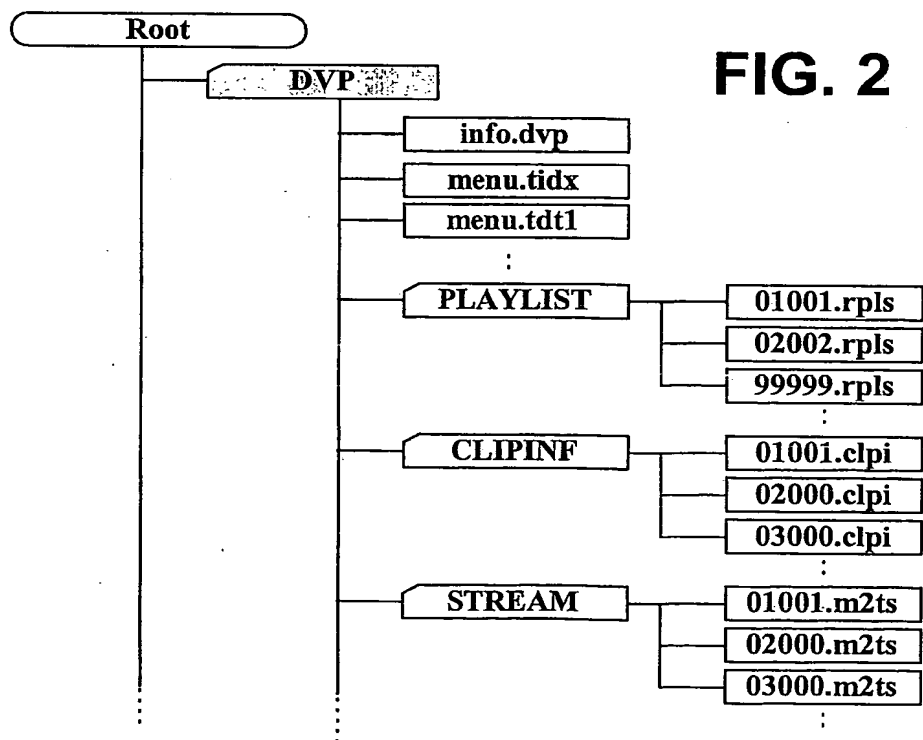 Root
FIG. 2
DVP
info.dvp
menu.tidx
menu.tdt1
PLAYLIST
01001.rpls
02002.rpls
99999.rpls
CLIPINF
01001.clpi
02000.clpi
03000.clpi
STREAM
01001.m2ts
02000.m2ts
03000.m2ts